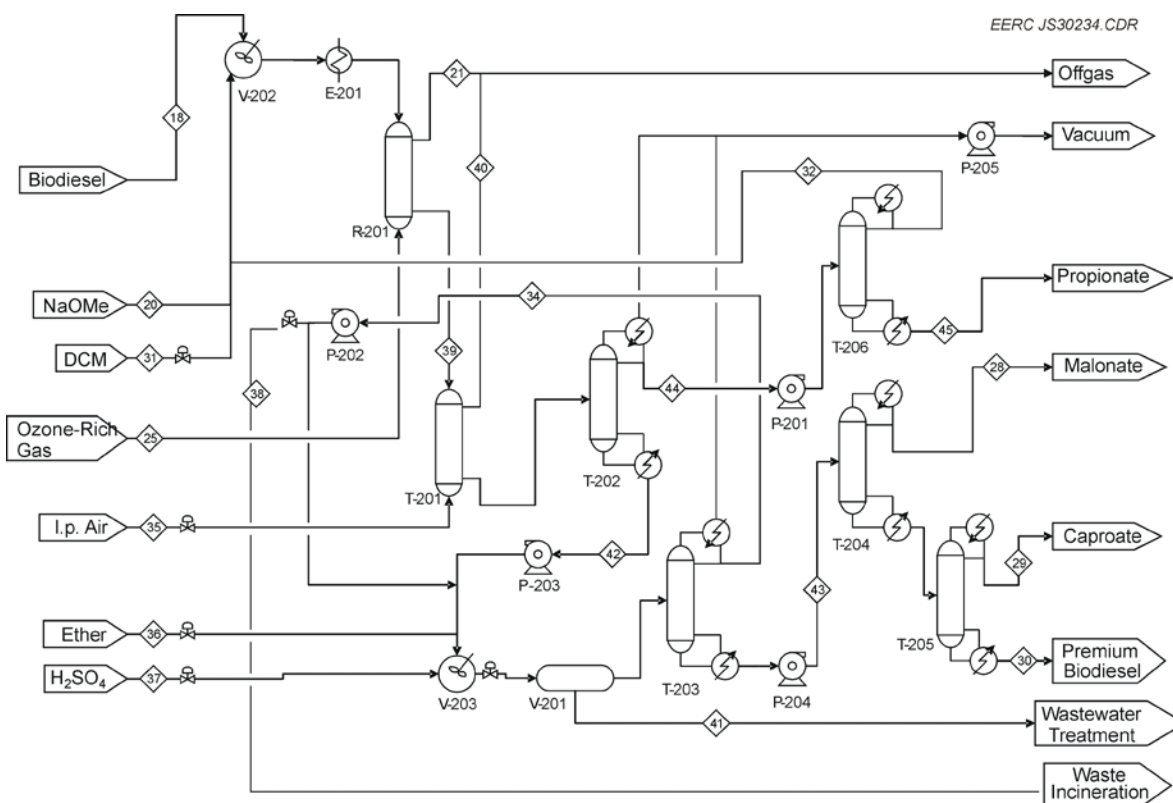 EERC JS30234.CDR
21
Offgas
V-202
E-201
18
Vacuum
P-205
40
32
Biodiesel
R-201
Propionate
NaOMe
20
34
45
T-206
P-202
39
DCM
31
28
Malonate
38
44
P-201
Ozone-Rich
Gas
25
T-202
T-201
T-204
I.p. Air
35
Caproate
42
29
P-203
43
Ether
36
T-205
Premium
Biodiesel
30
H2SO4
37
V-203
V-201
T-203
P-204
41
Wastewater
Treatment
Waste
Incineration